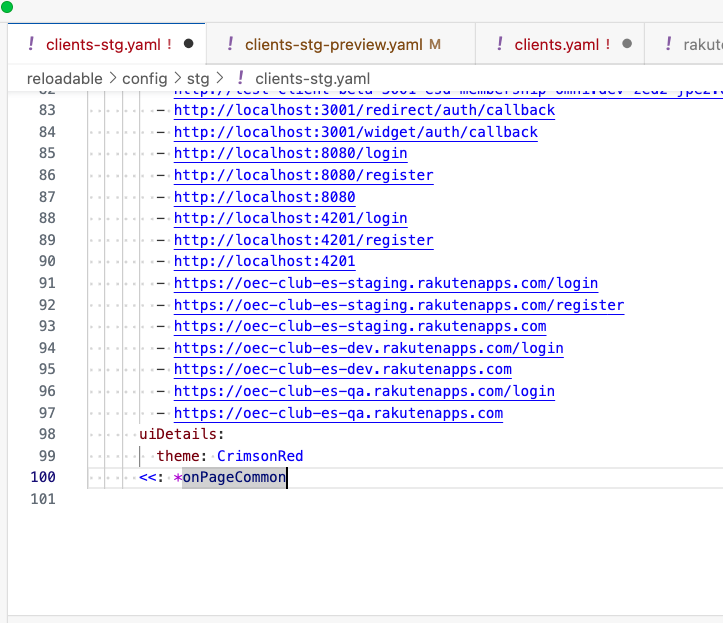 clients-stg.yaml !
clients-stg-preview.yaml M
clients.yaml !
reloadable > config > stg > ! clients-stg.yaml
83 - http://localhost:3001/redirect/auth/callback
84 - http://localhost:3001/widget/auth/callback
85 - http://localhost:8080/login
86 - http://localhost:8080/register
87 - http://localhost:8080
88 - http://localhost:4201/login
89 - http://localhost:4201/register
90 - http://localhost:4201
91 - https://oec-club-es-staging.rakutenapps.com/login
92 - https://oec-club-es-staging.rakutenapps.com/register
93 - https://oec-club-es-staging.rakutenapps.com
94 - https://oec-club-es-dev.rakutenapps.com/login
95 - https://oec-club-es-dev.rakutenapps.com
96 - https://oec-club-es-qa.rakutenapps.com/login
97 - https://oec-club-es-qa.rakutenapps.com
98 uiDetails:
99 theme: CrimsonRed
100 <<: *onPageCommon
101